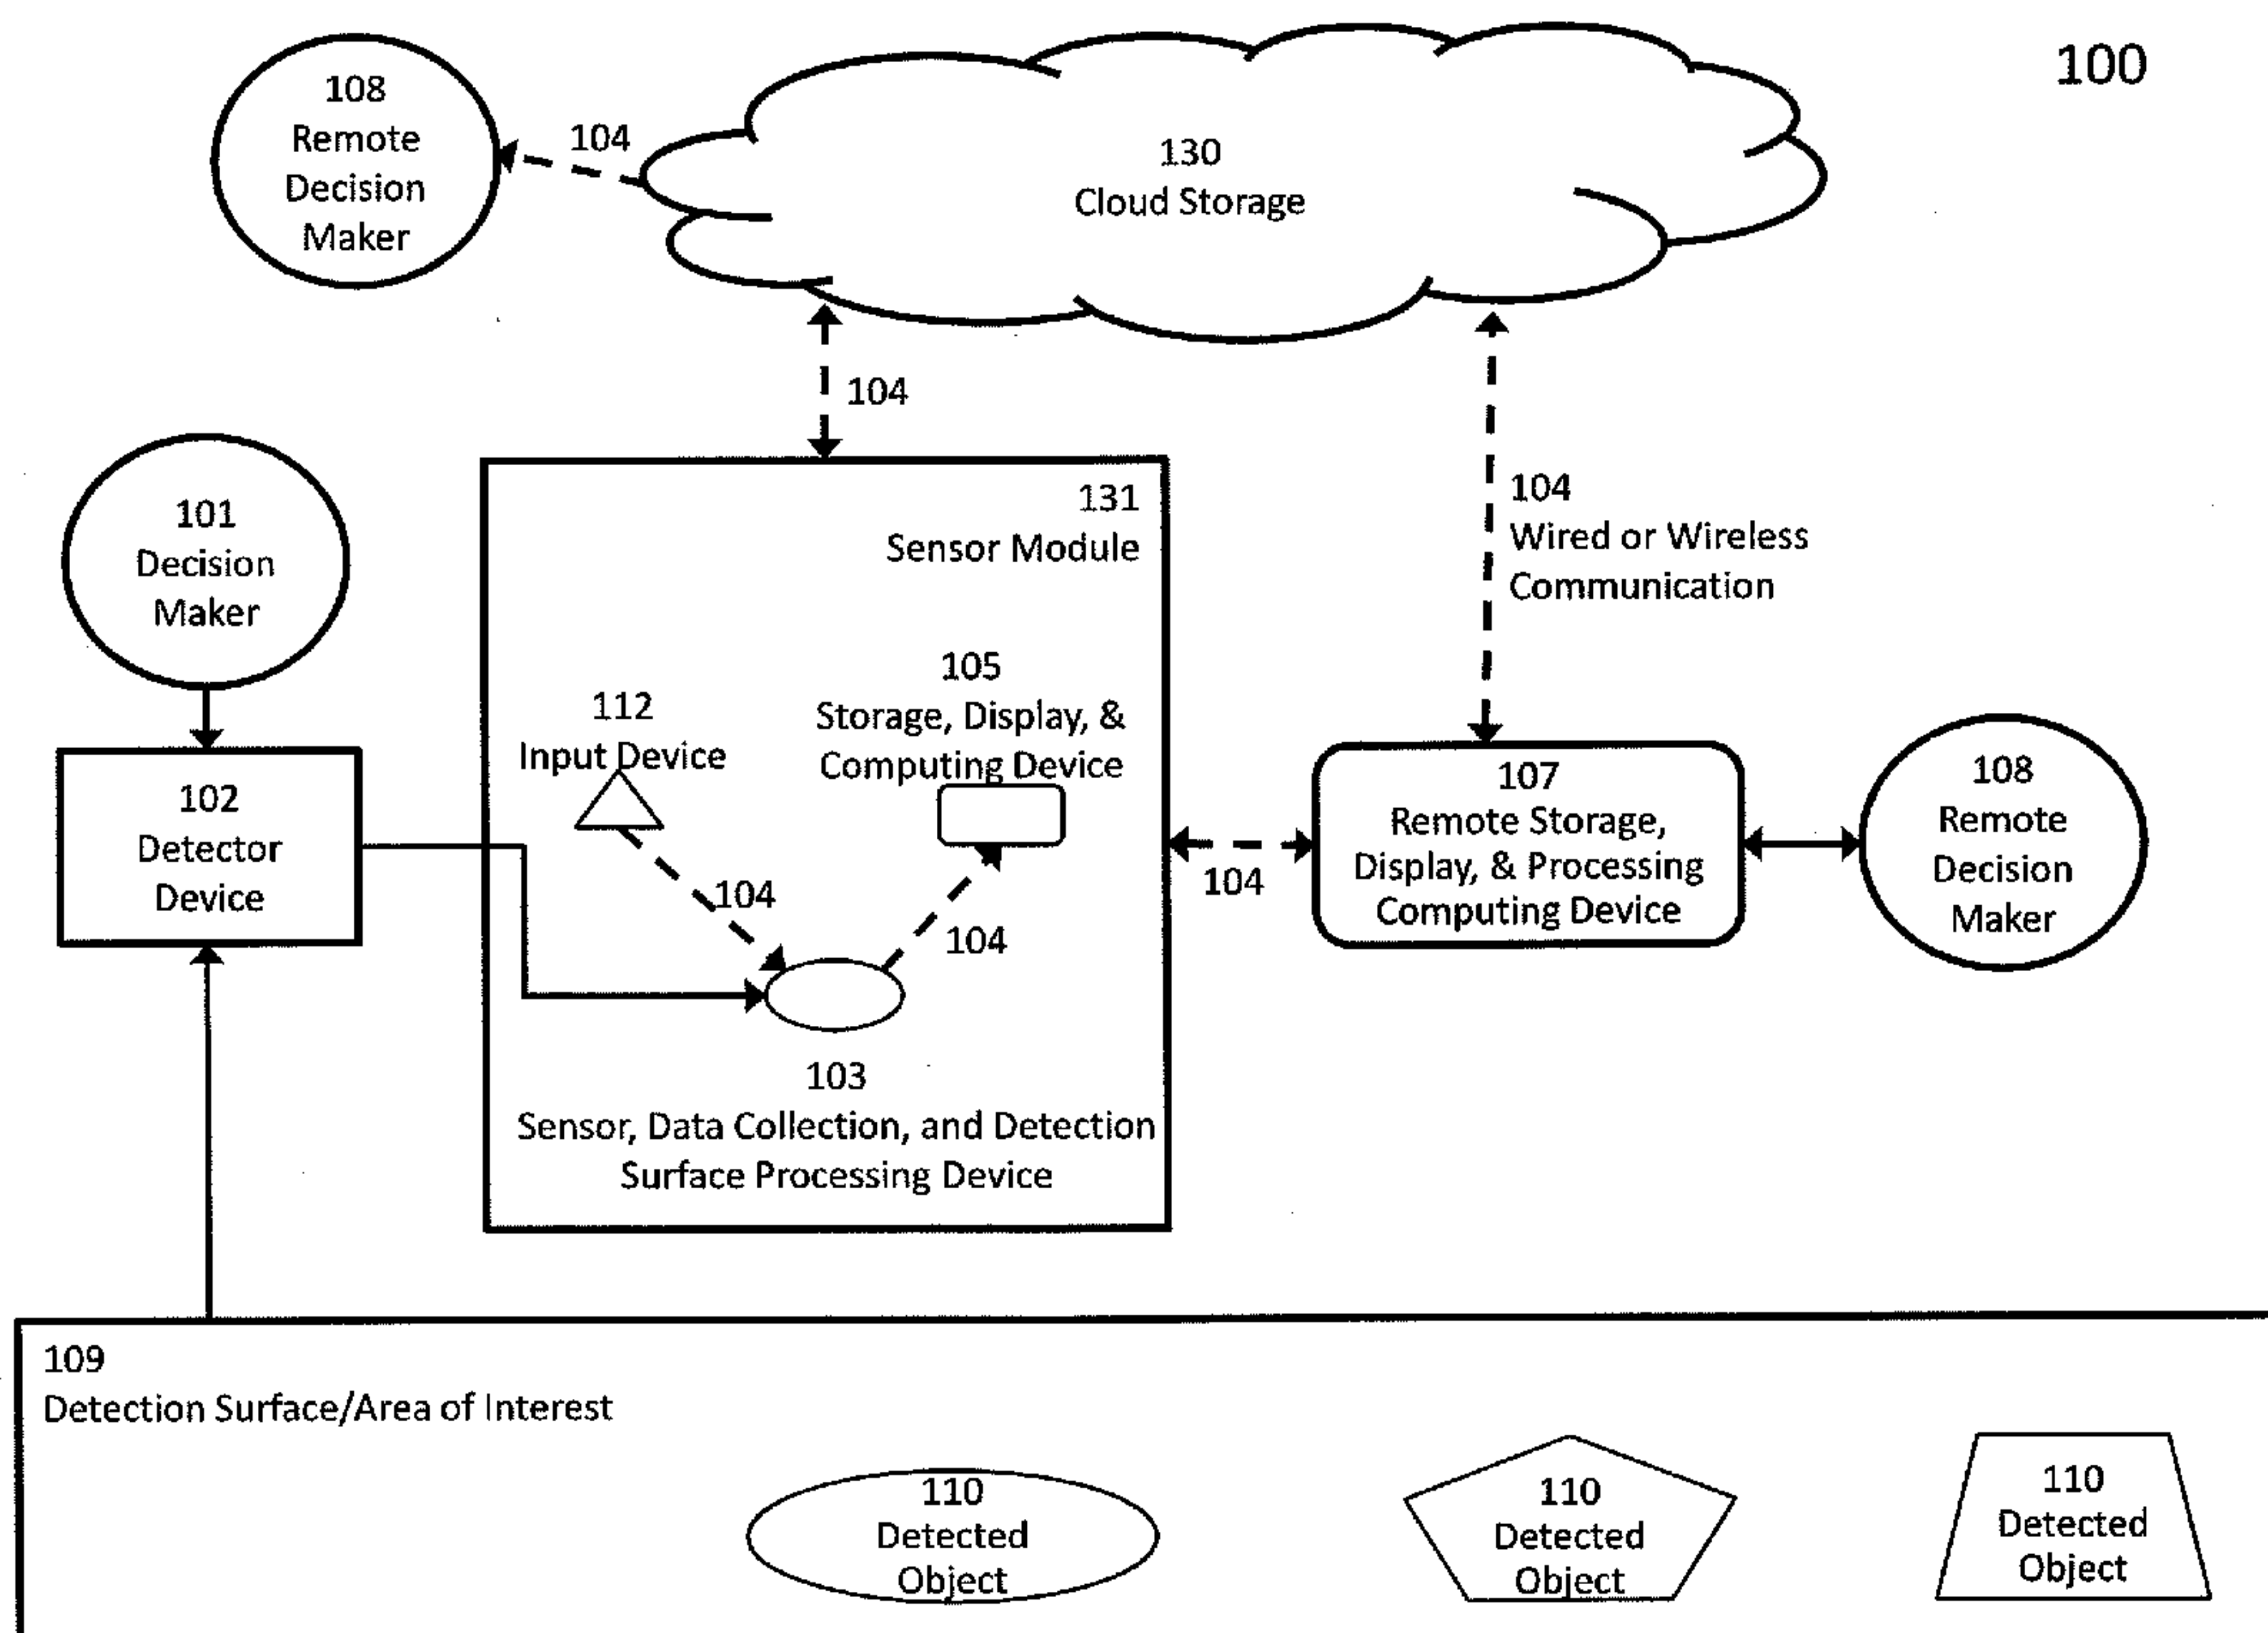 100
108
Remote
Decision
Maker
104
130
Cloud Storage
104
104
Wired or Wireless
Communication
101
Decision
Maker
131
Sensor Module
102
Detector
Device
112
Input Device
105
Storage, Display, &
Computing Device
104
104
103
Sensor, Data Collection, and Detection
Surface Processing Device
104
107
Remote Storage,
Display, & Processing
Computing Device
108
Remote
Decision
Maker
109
Detection Surface/Area of Interest
110
Detected
Object
110
Detected
Object
110
Detected
Object